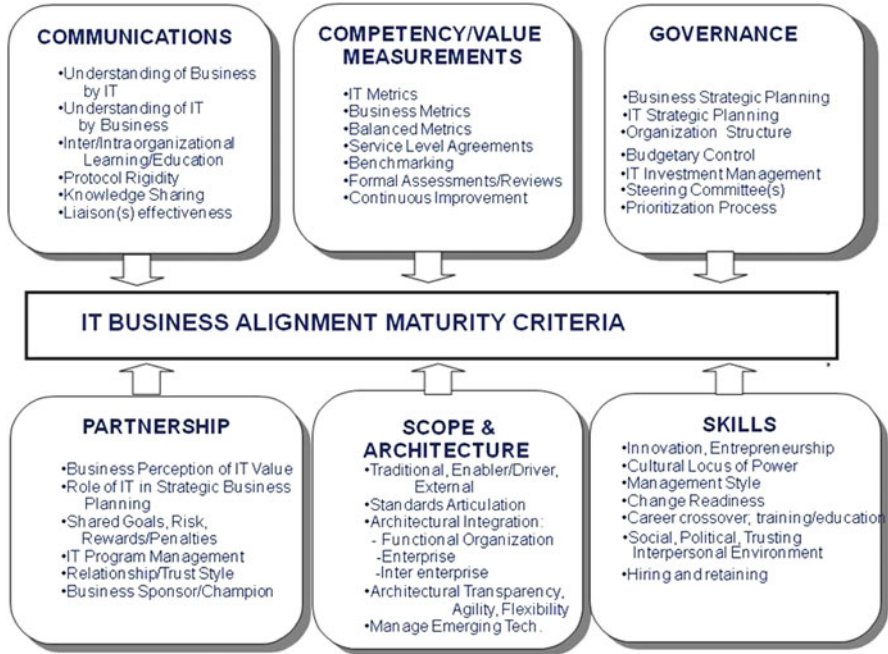 COMMUNICATIONS
•Understanding of Business
by IT
•Understanding of IT
by Business
•Inter/Intraorganizational
Learning/Education
•Protocol Rigidity
•Knowledge Sharing
•Liaison(s) effectiveness
COMPETENCY/VALUE
MEASUREMENTS
•IT Metrics
•Business Metrics
•Balanced Metrics
•Service Level Agreements
•Benchmarking
•Formal Assessments/Reviews
•Continuous Improvement
GOVERNANCE
•Business Strategic Planning
•IT Strategic Planning
•Organization Structure
•Budgetary Control
•IT Investment Management
•Steering Committee(s)
•Prioritization Process
IT BUSINESS ALIGNMENT MATURITY CRITERIA
PARTNERSHIP
•Business Perception of IT Value
•Role of IT in Strategic Business
Planning
•Shared Goals, Risk,
Rewards/Penalties
•IT Program Management
•Relationship/Trust Style
•Business Sponsor/Champion
SCOPE &
ARCHITECTURE
•Traditional, Enabler/Driver,
External
•Standards Articulation
•Architectural Integration:
- Functional Organization
-Enterprise
-Inter enterprise
•Architectural Transparency,
Agility, Flexibility
•Manage Emerging Tech.
SKILLS
•Innovation, Entrepreneurship
•Cultural Locus of Power
•Management Style
•Change Readiness
•Career crossover; training/education
•Social, Political, Trusting
Interpersonal Environment
•Hiring and retaining